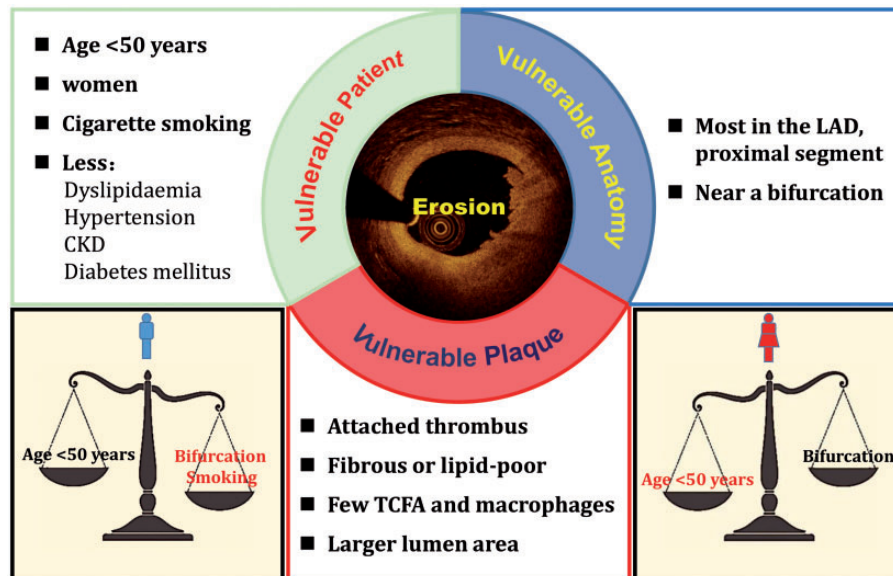 Age <50 years
women
Cigarette smoking
Less:
Dyslipidaemia
Hypertension
CKD
Diabetes mellitus
Vulnerable Patient
Vulnerable Anatomy
Erosion
Most in the LAD,
proximal segment
Near a bifurcation
Vulnerable Plaque
Attached thrombus
Fibrous or lipid-poor
Few TCFA and macrophages
Larger lumen area
Age <50 years
Bifurcation
Smoking
Age <50 years
Bifurcation